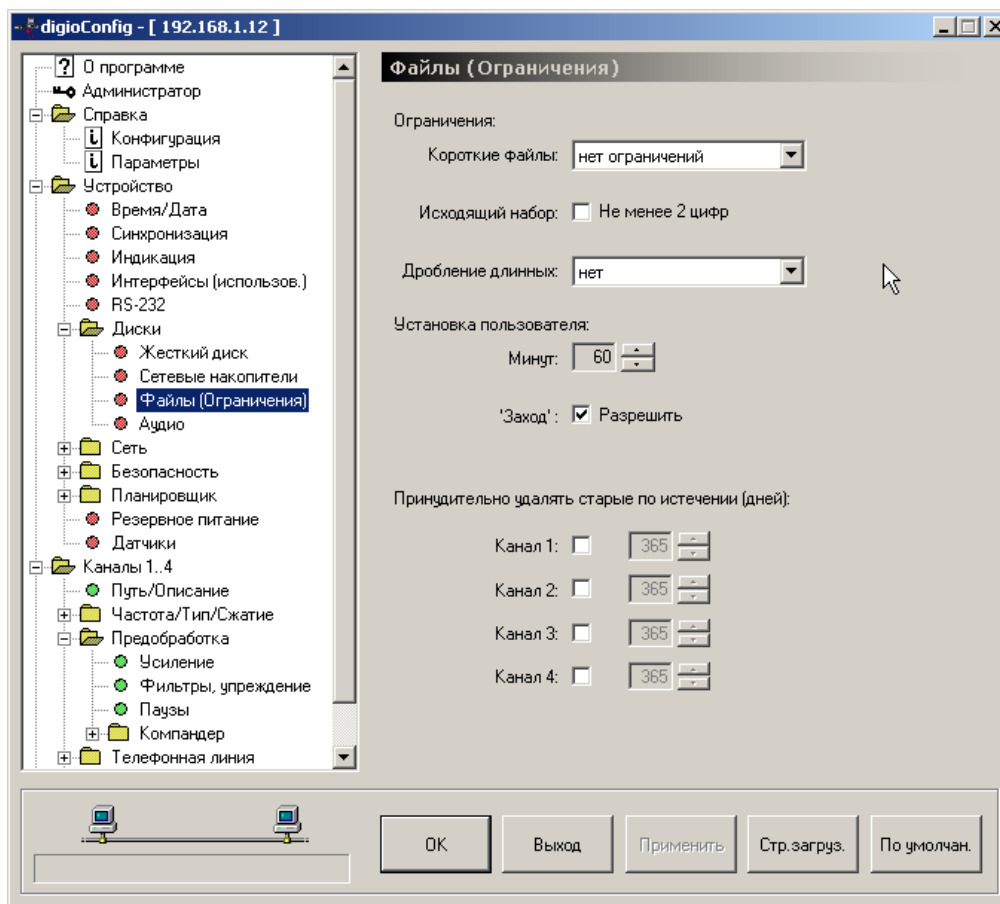 digioConfig - [ 192.168.1.12 ]
О программе
Администратор
Справка
Конфигурация
Параметры
Устройство
Время/Дата
Синхронизация
Индикация
Интерфейсы (использов.)
RS-232
Диски
Жесткий диск
Сетевые накопители
Файлы (Ограничения)
Аудио
Сеть
Безопасность
Планировщик
Резервное питание
Датчики
Каналы 1..4
Путь/Описание
Частота/Тип/Сжатие
Предобработка
Усиление
Фильтры, упреждение
Паузы
Компандер
Телефонная линия
Файлы (Ограничения)
Ограничения:
Короткие файлы: нет ограничений
Исходящий набор: Не менее 2 цифр
Дробление длинных: нет
Установка пользователя:
Минут: 60
'Заход' : Разрешить
Принудительно удалять старые по истечении (дней):
Канал 1: 365
Канал 2: 365
Канал 3: 365
Канал 4: 365
OK Выход Применить Стр.загруз. По умолчан.